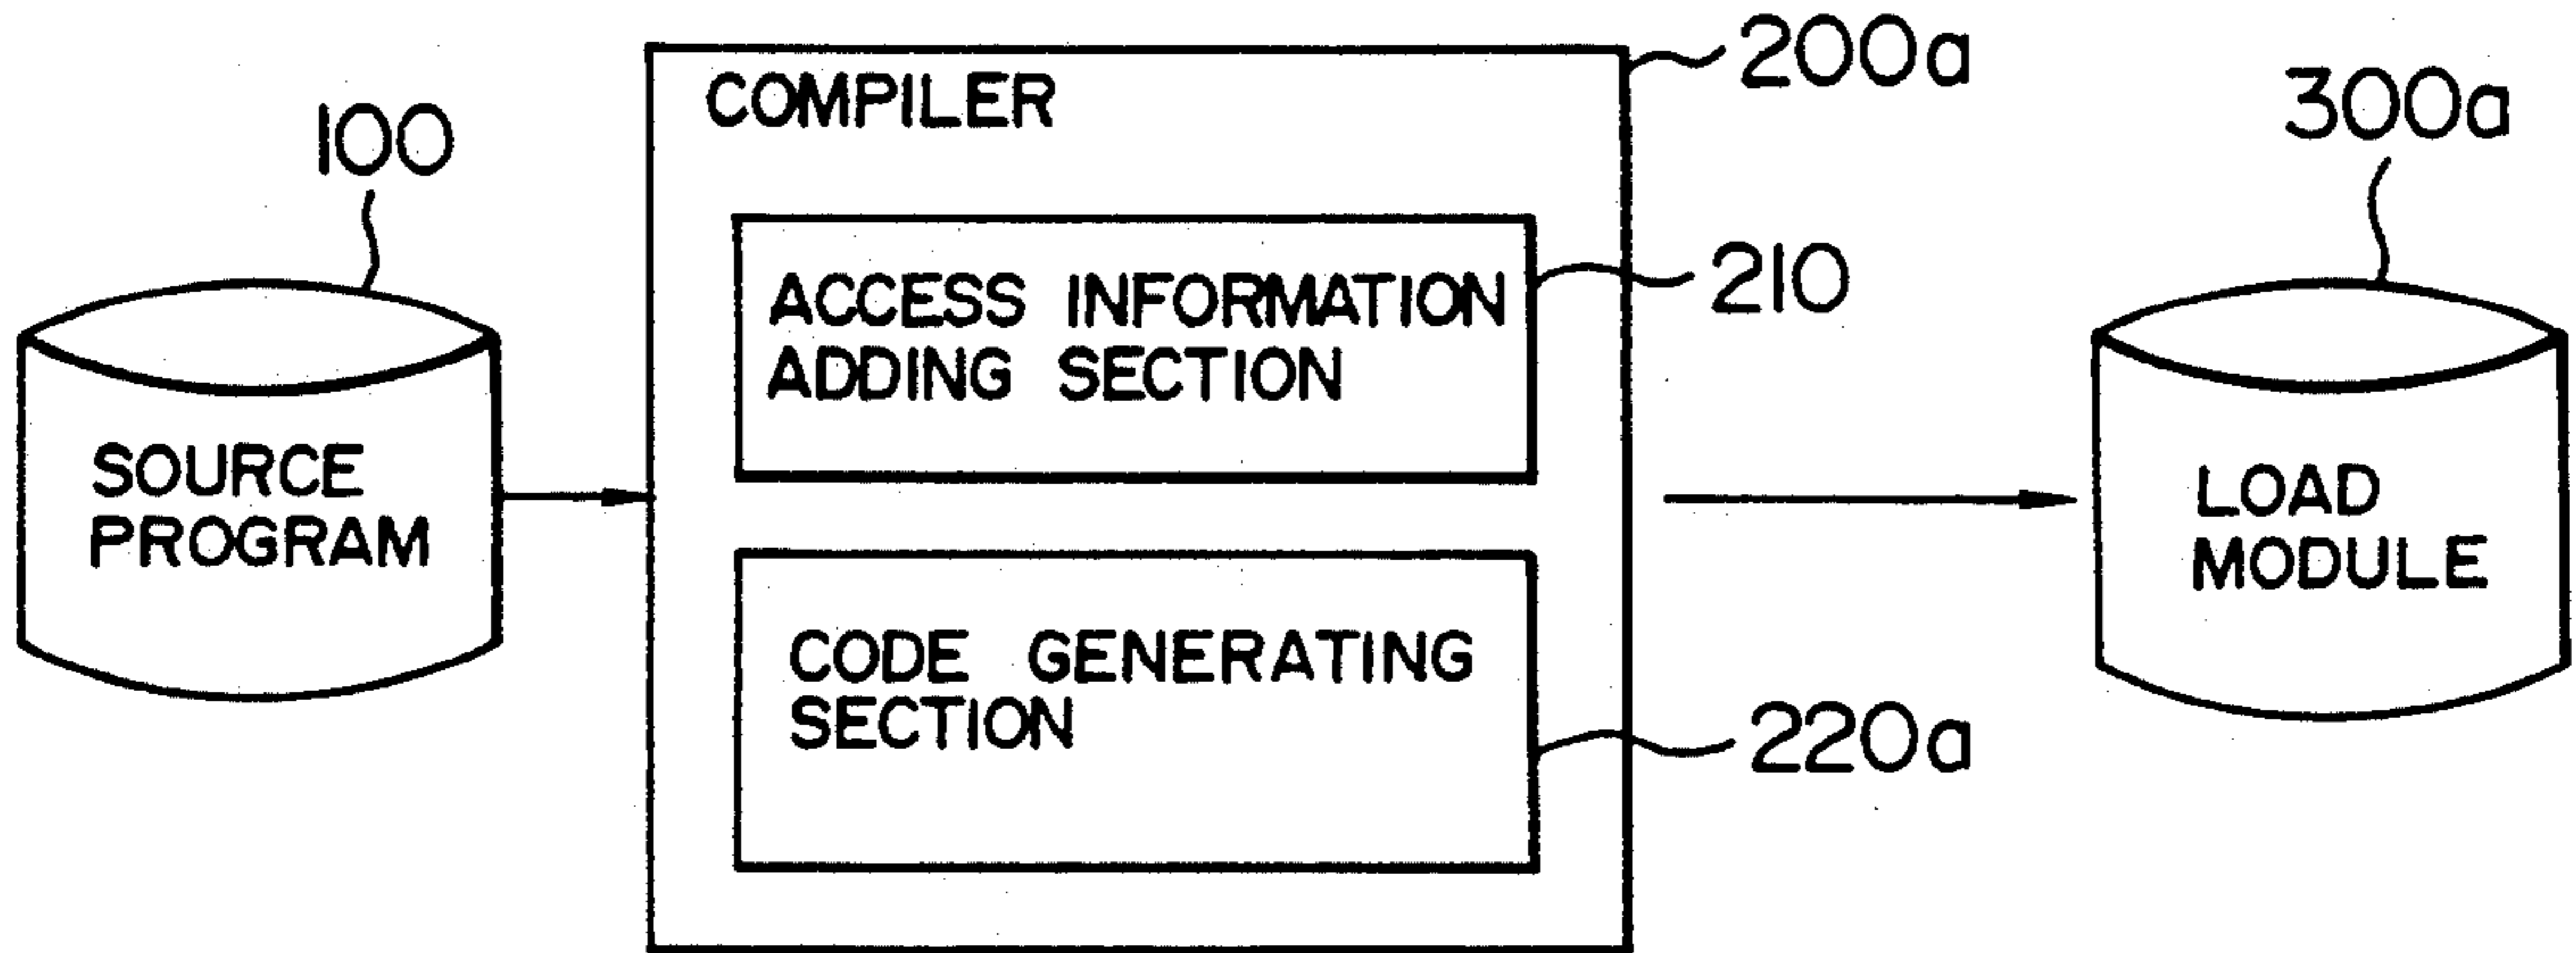 100
SOURCE
PROGRAM
COMPILER
200a
ACCESS INFORMATION
ADDING SECTION
210
CODE GENERATING
SECTION
220a
300a
LOAD
MODULE